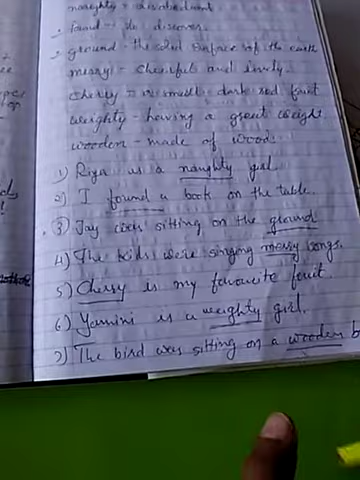 naughty = disobedient
found - to discover.
ground - the solid surface of the earth
merry - cheerful and lively.
cherry = a small dark red fruit
weighty - having a great weight
wooden - made of wood.
1) Riya is a naughty girl.
2) I found a book on the table.
3) Jay was sitting on the ground
4) The kids were singing merry songs.
5) Cherry is my favourite fruit.
6) Yamini is a weighty girl.
7) The bird was sitting on a wooden b